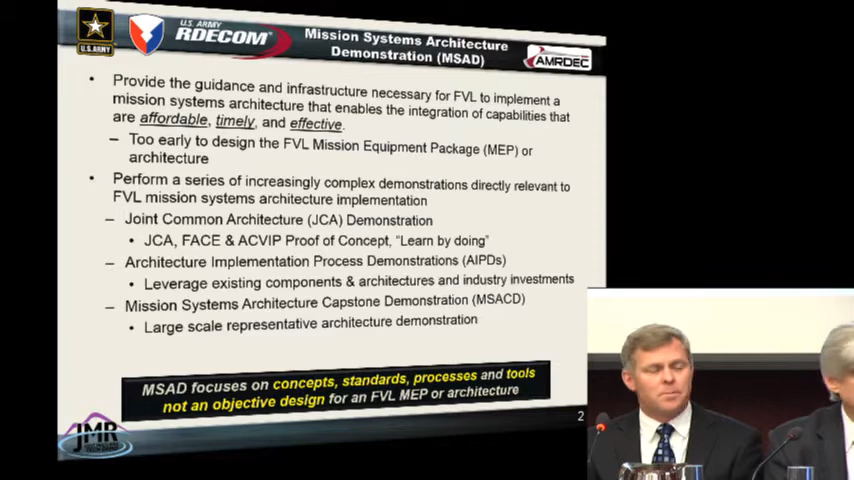 U.S. ARMY
U.S. ARMY
RDECOM
Mission Systems Architecture
Demonstration (MSAD)
AMRDEC
• Provide the guidance and infrastructure necessary for FVL to implement a
mission systems architecture that enables the integration of capabilities that
are affordable, timely, and effective.
– Too early to design the FVL Mission Equipment Package (MEP) or
architecture
• Perform a series of increasingly complex demonstrations directly relevant to
FVL mission systems architecture implementation
– Joint Common Architecture (JCA) Demonstration
• JCA, FACE & ACVIP Proof of Concept, “Learn by doing”
– Architecture Implementation Process Demonstrations (AIPDs)
• Leverage existing components & architectures and industry investments
– Mission Systems Architecture Capstone Demonstration (MSACD)
• Large scale representative architecture demonstration
MSAD focuses on concepts, standards, processes and tools
not an objective design for an FVL MEP or architecture
2
JMR